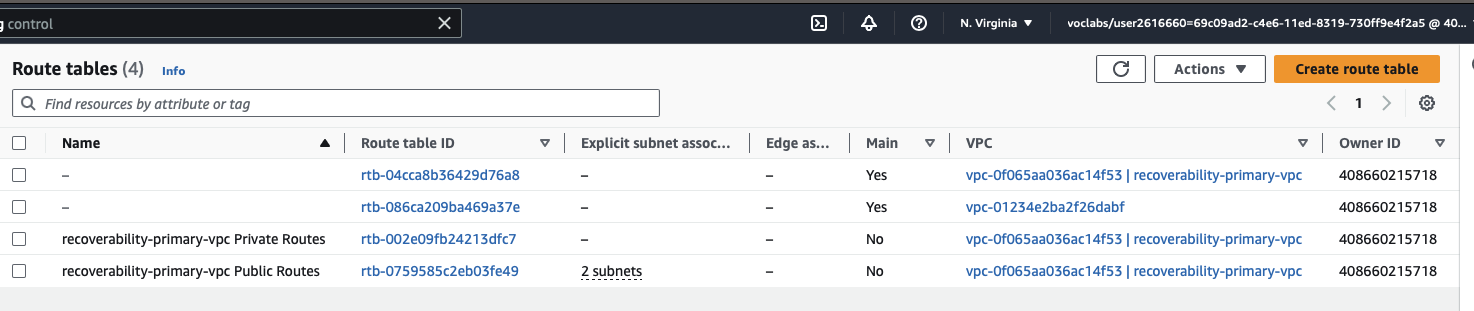 g control
N. Virginia ▼ voclabs/user2616660=69c09ad2-c4e6-11ed-8319-730ff9e4f2a5 @ 40...
Route tables (4) Info
Actions ▼ Create route table
Find resources by attribute or tag
1
Name Route table ID Explicit subnet assoc... Edge as... Main VPC Owner ID
– rtb-04cca8b36429d76a8 – – Yes vpc-0f065aa036ac14f53 | recoverability-primary-vpc 408660215718
– rtb-086ca209ba469a37e – – Yes vpc-01234e2ba2f26dabf 408660215718
recoverability-primary-vpc Private Routes rtb-002e09fb24213dfc7 – – No vpc-0f065aa036ac14f53 | recoverability-primary-vpc 408660215718
recoverability-primary-vpc Public Routes rtb-0759585c2eb03fe49 2 subnets – No vpc-0f065aa036ac14f53 | recoverability-primary-vpc 408660215718